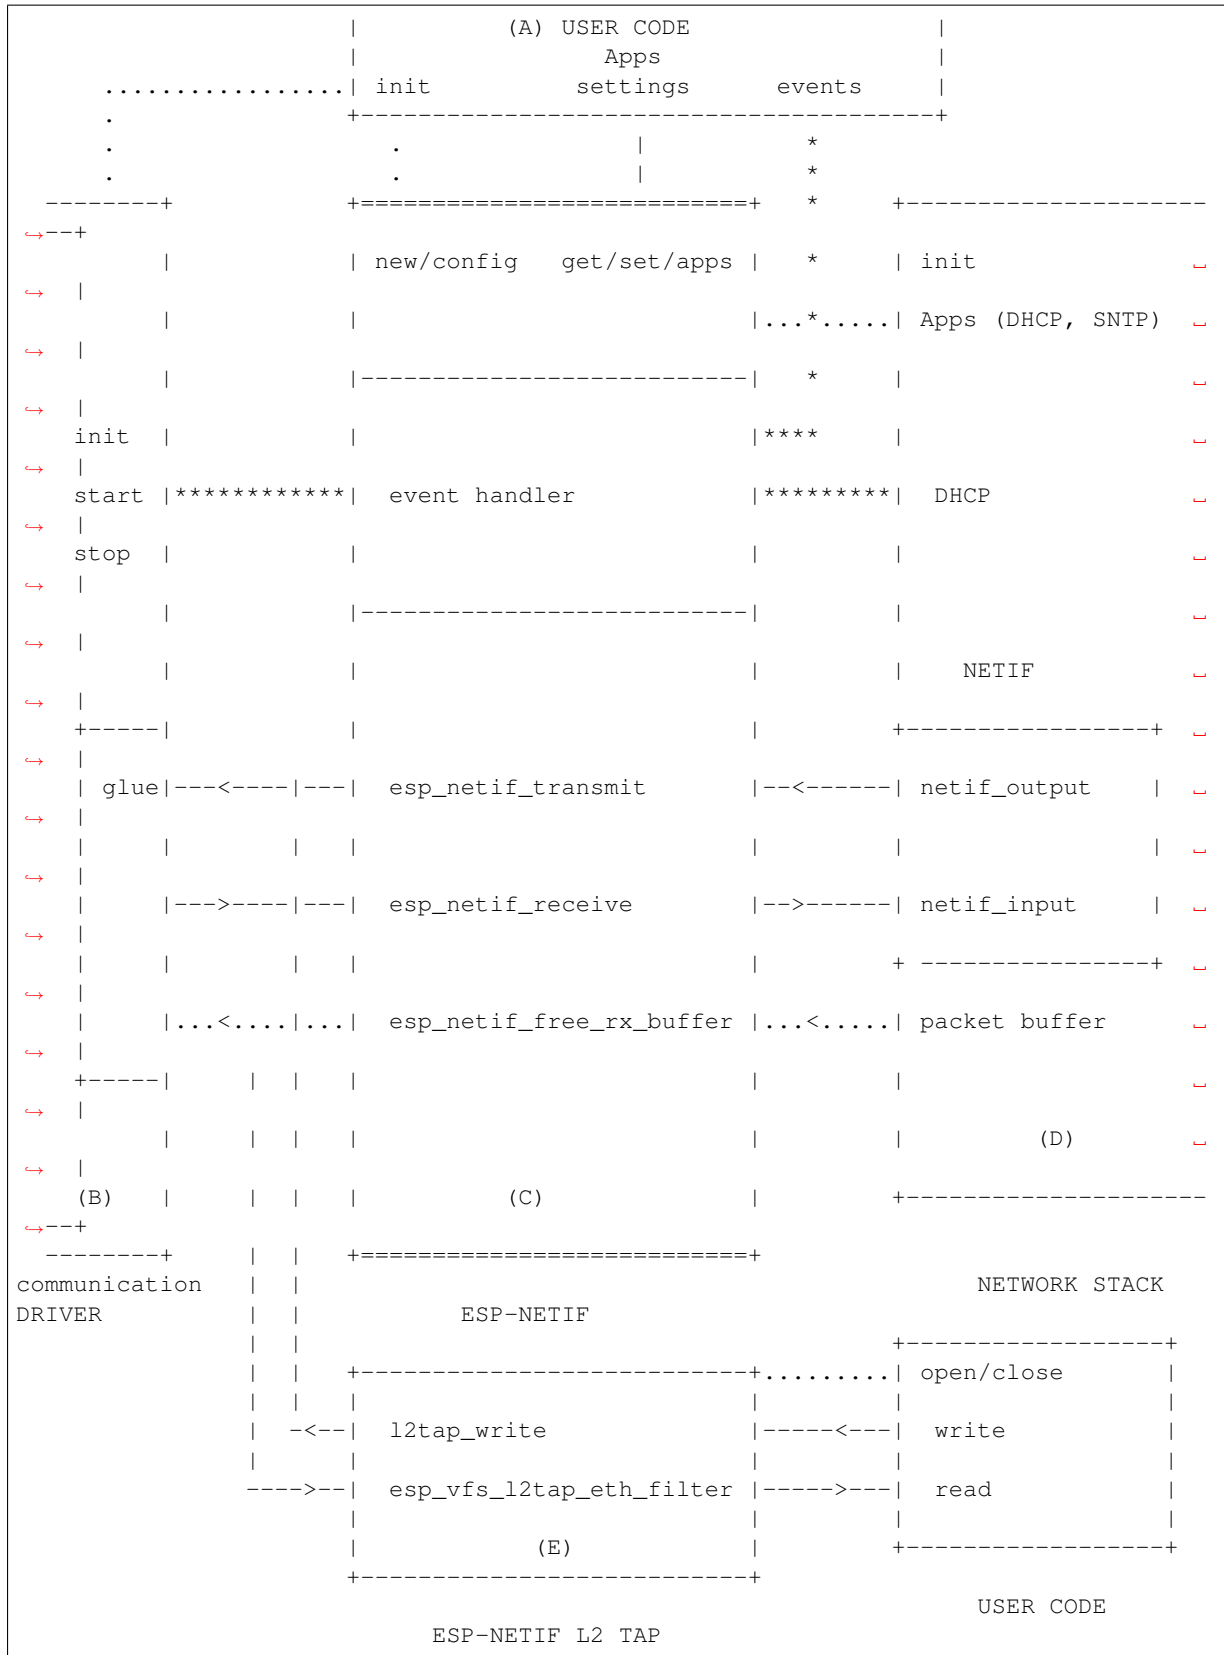 |          (A) USER CODE                 |
                       |                 Apps                   |
      .................| init          settings      events     |
      .                +----------------------------------------+
      .                   .                |           *
      .                   .                |           *
  --------+            +===========================+   *     +---------------------
↪--+
          |            | new/config   get/set/apps |   *     | init               ␣
↪  |
          |            |                           |...*.....| Apps (DHCP, SNTP)  ␣
↪  |
          |            |---------------------------|   *     |                    ␣
↪  |
    init  |            |                           |****     |                    ␣
↪  |
    start |************|  event handler            |*********|  DHCP              ␣
↪  |
    stop  |            |                           |         |                    ␣
↪  |
          |            |---------------------------|         |                    ␣
↪  |
          |            |                           |         |    NETIF           ␣
↪  |
    +-----|            |                           |         +-----------------+  ␣
↪  |
    | glue|---<----|---|  esp_netif_transmit       |--<------| netif_output    |  ␣
↪  |
    |     |        |   |                           |         |                 |  ␣
↪  |
    |     |--->----|---|  esp_netif_receive        |-->------| netif_input     |  ␣
↪  |
    |     |        |   |                           |         + ----------------+  ␣
↪  |
    |     |...<....|...|  esp_netif_free_rx_buffer |...<.....| packet buffer      ␣
↪  |
    +-----|     |  |   |                           |         |                    ␣
↪  |
          |     |  |   |                           |         |         (D)        ␣
↪  |
    (B)   |     |  |   |          (C)              |         +---------------------
↪--+
  --------+     |  |   +===========================+
communication   |  |                                               NETWORK STACK
DRIVER          |  |           ESP-NETIF
                |  |                                         +------------------+
                |  |   +---------------------------+.........| open/close       |
                |  |   |                           |         |                  |
                |  -<--|  l2tap_write              |-----<---|  write           |
                |      |                           |         |                  |
                ---->--|  esp_vfs_l2tap_eth_filter |----->---|  read            |
                       |                           |         |                  |
                       |            (E)            |         +------------------+
                       +---------------------------+
                                                                   USER CODE
                             ESP-NETIF L2 TAP